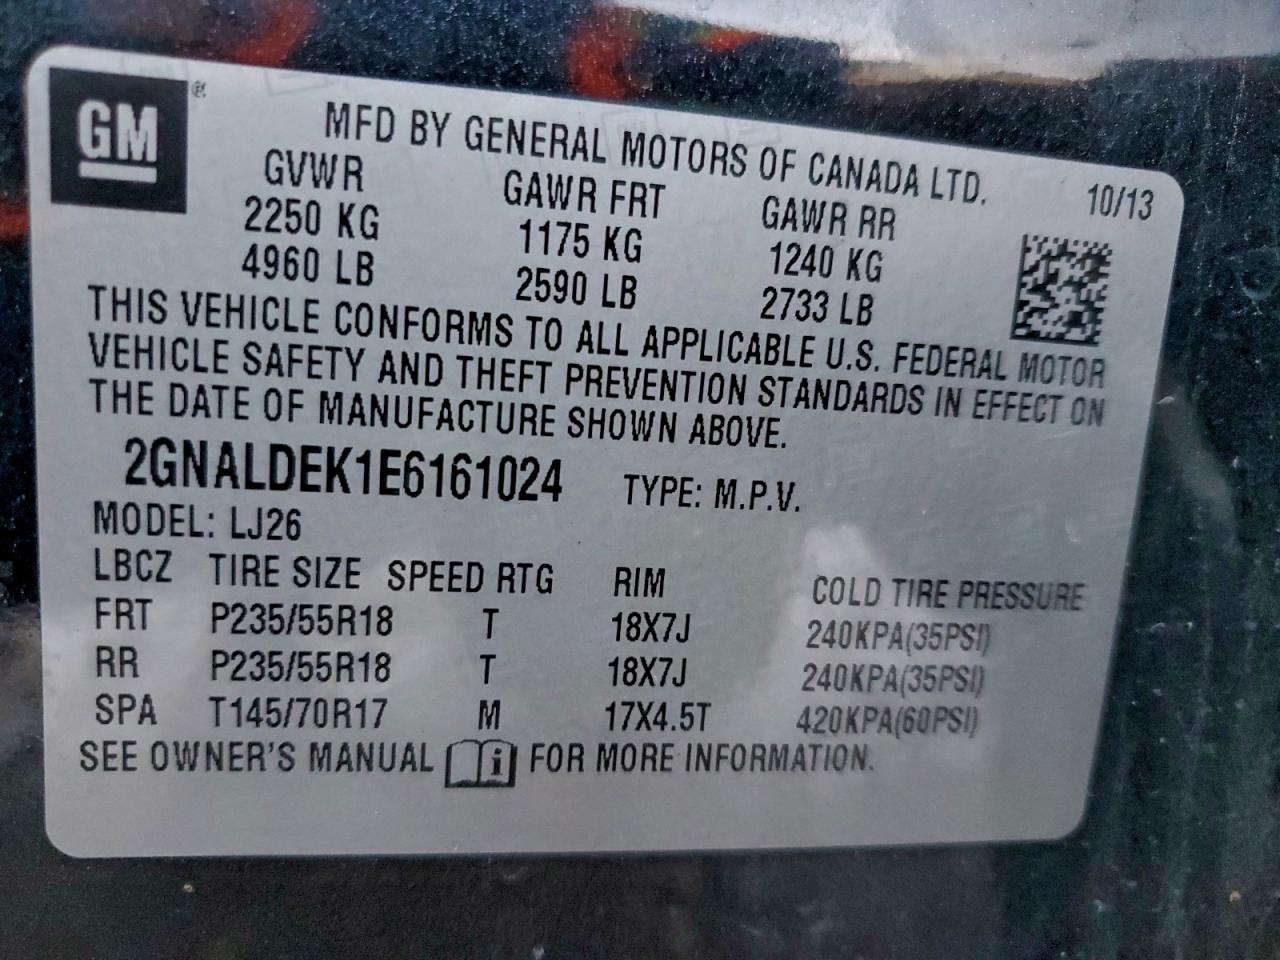 GM ®
MFD BY GENERAL MOTORS OF CANADA LTD.
10/13
GVWR GAWR FRT GAWR RR
2250 KG 1175 KG 1240 KG
4960 LB 2590 LB 2733 LB
THIS VEHICLE CONFORMS TO ALL APPLICABLE U.S. FEDERAL MOTOR
VEHICLE SAFETY AND THEFT PREVENTION STANDARDS IN EFFECT ON
THE DATE OF MANUFACTURE SHOWN ABOVE.
2GNALDEK1E6161024 TYPE: M.P.V.
MODEL: LJ26
LBCZ TIRE SIZE SPEED RTG RIM COLD TIRE PRESSURE
FRT P235/55R18 T 18X7J 240KPA(35PSI)
RR P235/55R18 T 18X7J 240KPA(35PSI)
SPA T145/70R17 M 17X4.5T 420KPA(60PSI)
SEE OWNER'S MANUAL i FOR MORE INFORMATION.